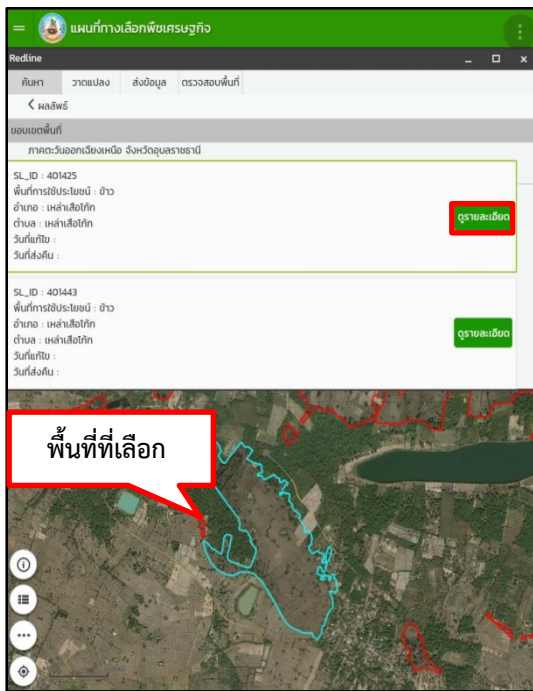 แผนที่ทางเลือกพืชเศรษฐกิจ
Redline
ค้นหา วาดแปลง ส่งข้อมูล ตรวจสอบพื้นที่
ผลลัพธ์
ขอบเขตพื้นที่
ภาคตะวันออกเฉียงเหนือ จังหวัดอุบลราชธานี
SL_ID : 401425
พื้นที่การใช้ประโยชน์ : ข้าว
อำเภอ : เหล่าเสือโก้ก
ตำบล : เหล่าเสือโก้ก
วันที่แก้ไข :
วันที่ส่งคืน :
ดูรายละเอียด
SL_ID : 401443
พื้นที่การใช้ประโยชน์ : ข้าว
อำเภอ : เหล่าเสือโก้ก
ตำบล : เหล่าเสือโก้ก
วันที่แก้ไข :
วันที่ส่งคืน :
ดูรายละเอียด
พื้นที่ที่เลือก